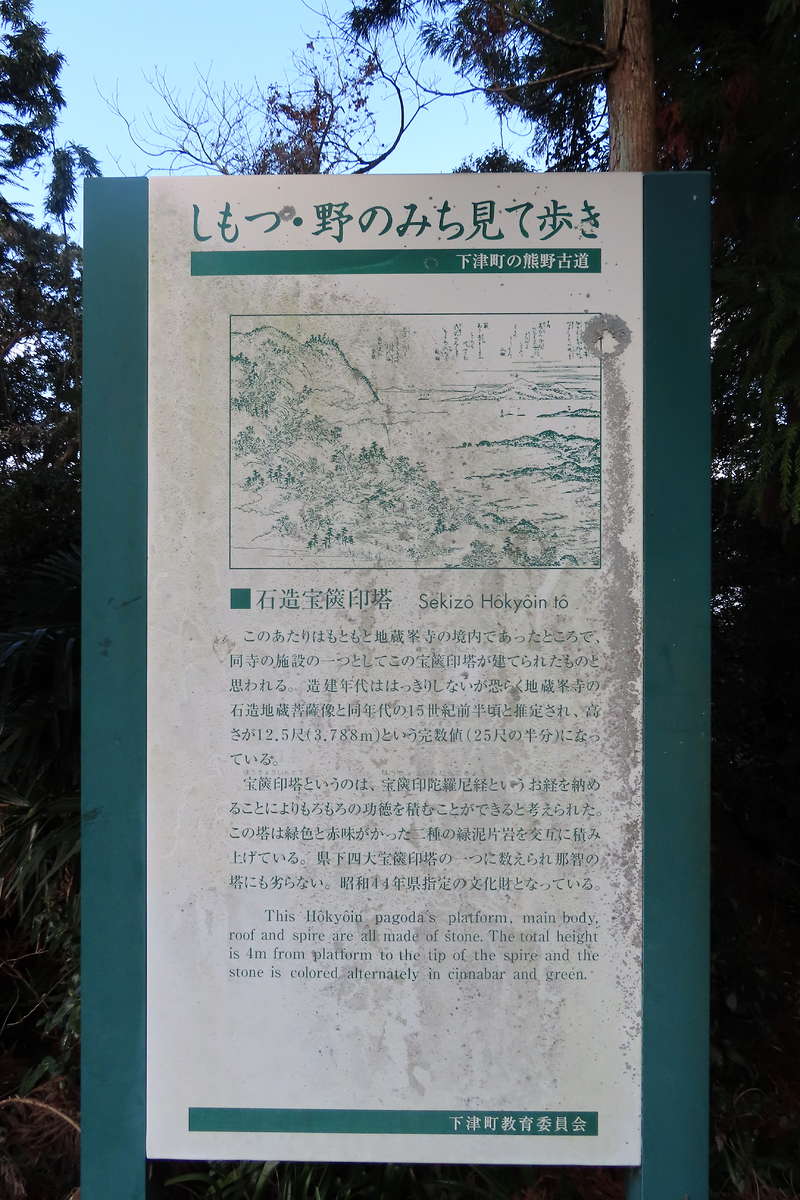 しもつ・野のみち見て歩き
下津町の熊野古道
■石造宝篋印塔 Sekizô Hôkyôin tô
このあたりはもともと地蔵峯寺の境内であったところで、
同寺の施設の一つとしてこの宝篋印塔が建てられたものと
思われる。造建年代ははっきりしないが恐らく地蔵峯寺の
石造地蔵菩薩像と同年代の15世紀前半頃と推定され、高
さが12.5尺(3.788m)という完数値(25尺の半分)になっ
ている。
宝篋印塔というのは、宝篋印陀羅尼経というお経を納め
ることによりもろもろの功徳を積むことができると考えられた。
この塔は緑色と赤味がかった二種の緑泥片岩を交互に積み
上げている。県下四大宝篋印塔の一つに数えられ那智の
塔にも劣らない。昭和44年県指定の文化財となっている。
This Hôkyôin pagoda's platform, main body,
roof and spire are all made of stone. The total height
is 4m from platform to the tip of the spire and the
stone is colored alternately in cinnabar and green.
下津町教育委員会